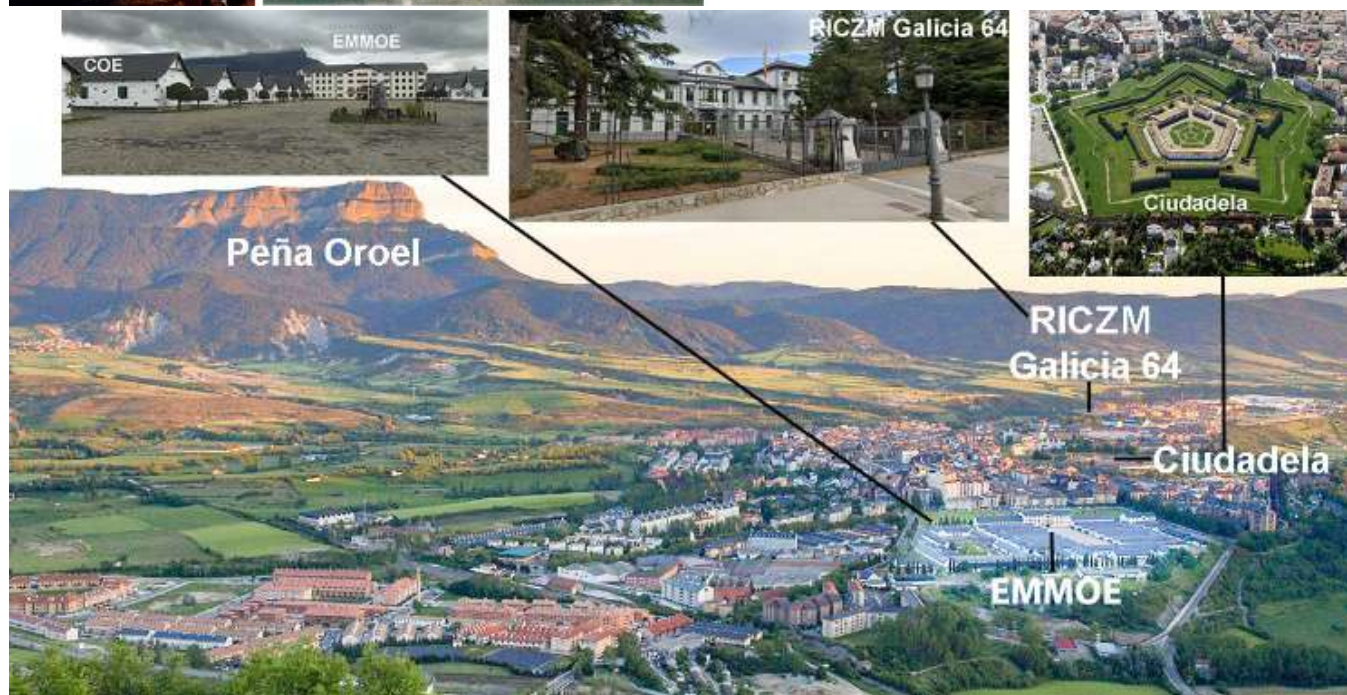 EMMOE
COE
RICZM Galicia 64
Ciudadela
Peña Oroel
RICZM
Galicia 64
Ciudadela
EMMOE